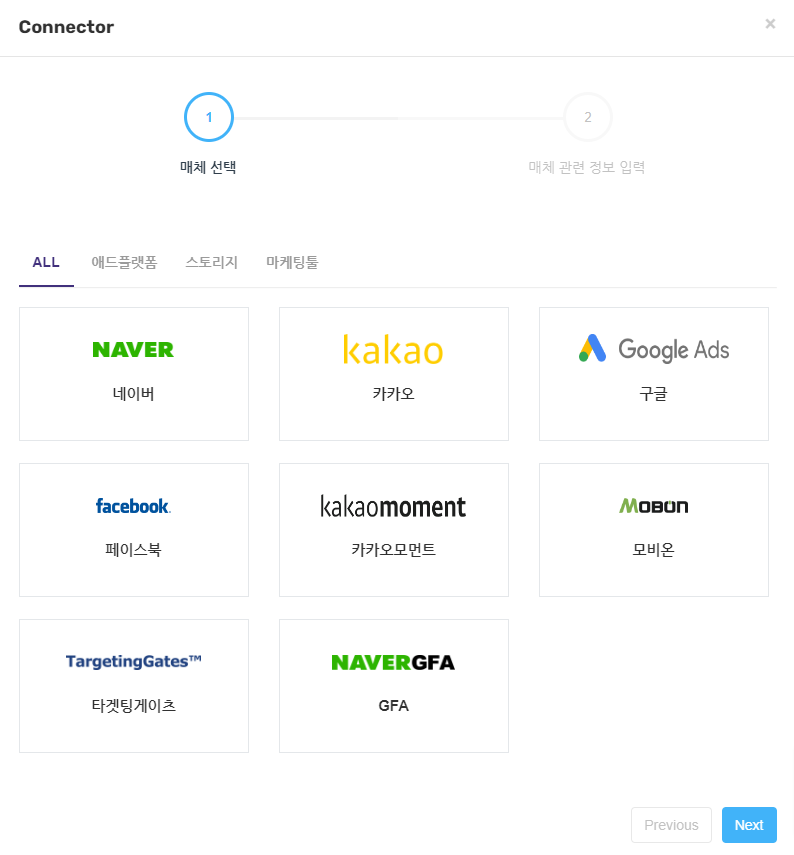 Connector
×
1
2
매체 선택
매체 관련 정보 입력
ALL 애드플랫폼 스토리지 마케팅툴
NAVER
네이버
kakao
카카오
Google Ads
구글
facebook.
페이스북
kakaomoment
카카오모먼트
MOBON
모비온
TargetingGates™
타겟팅게이츠
NAVERGFA
GFA
Previous
Next